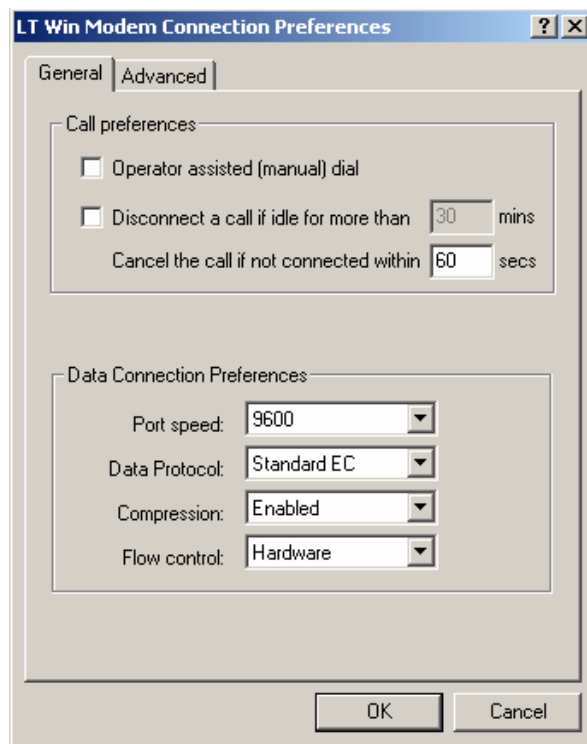 LT Win Modem Connection Preferences
General Advanced
Call preferences
Operator assisted (manual) dial
Disconnect a call if idle for more than 30 mins
Cancel the call if not connected within 60 secs
Data Connection Preferences
Port speed: 9600
Data Protocol: Standard EC
Compression: Enabled
Flow control: Hardware
OK Cancel